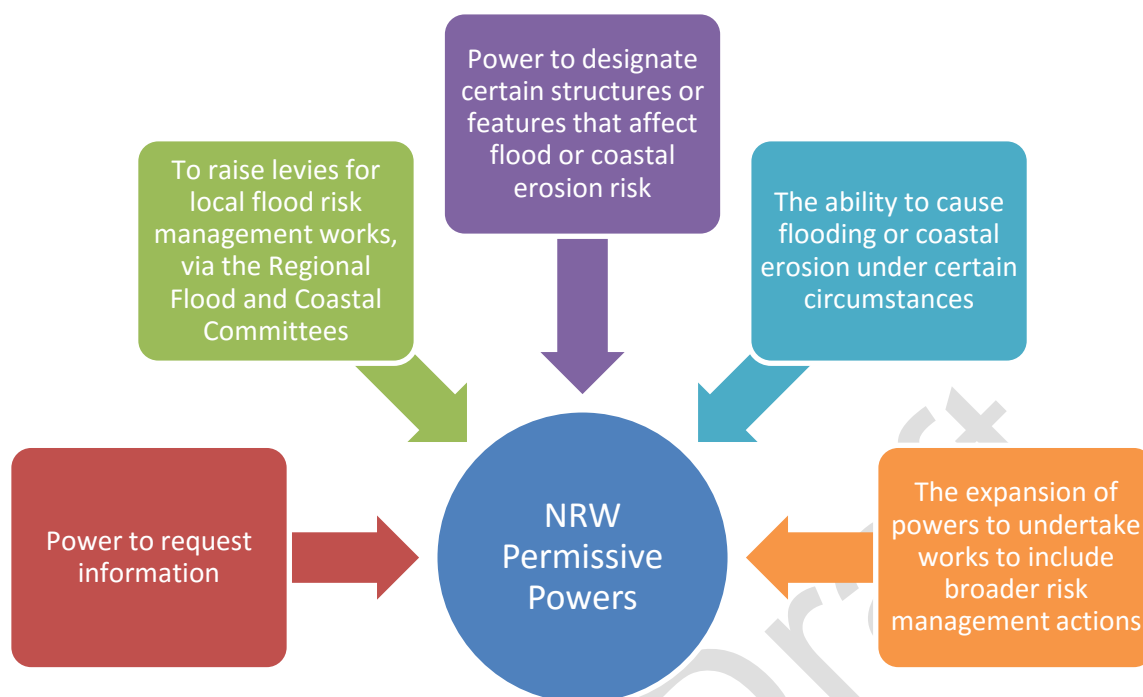 Power to designate
certain structures or
features that affect
flood or coastal
erosion risk
To raise levies for
local flood risk
management works,
via the Regional
Flood and Coastal
Committees
The ability to cause
flooding or coastal
erosion under certain
circumstances
Power to request
information
NRW
Permissive
Powers
The expansion of
powers to undertake
works to include
broader risk
management actions
Draft